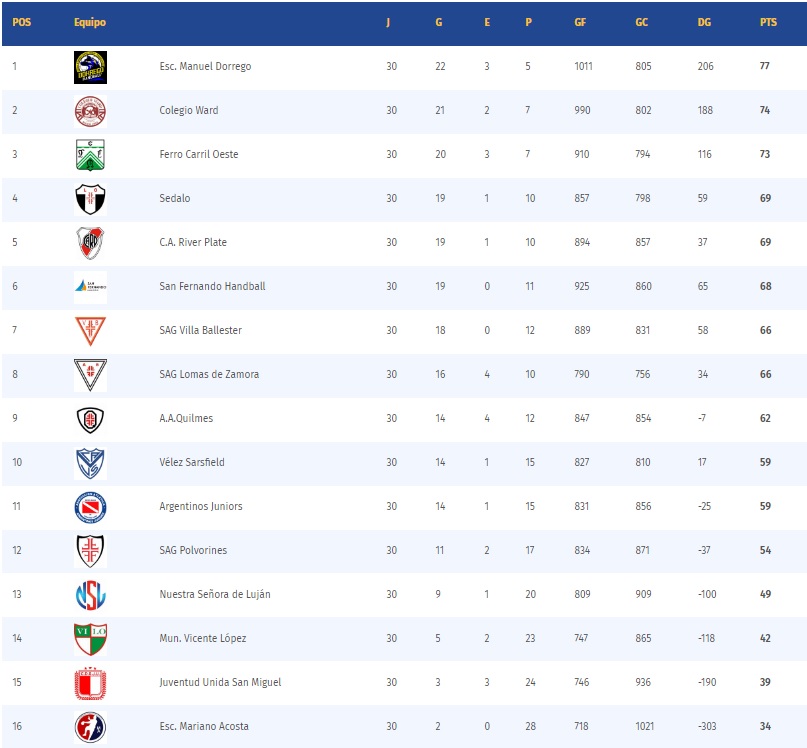 POS Equipo J G E P GF GC DG PTS
1 Esc. Manuel Dorrego 30 22 3 5 1011 805 206 77
2 Colegio Ward 30 21 2 7 990 802 188 74
3 Ferro Carril Oeste 30 20 3 7 910 794 116 73
4 Sedalo 30 19 1 10 857 798 59 69
5 C.A. River Plate 30 19 1 10 894 857 37 69
6 San Fernando Handball 30 19 0 11 925 860 65 68
7 SAG Villa Ballester 30 18 0 12 889 831 58 66
8 SAG Lomas de Zamora 30 16 4 10 790 756 34 66
9 A.A.Quilmes 30 14 4 12 847 854 -7 62
10 Vélez Sarsfield 30 14 1 15 827 810 17 59
11 Argentinos Juniors 30 14 1 15 831 856 -25 59
12 SAG Polvorines 30 11 2 17 834 871 -37 54
13 Nuestra Señora de Luján 30 9 1 20 809 909 -100 49
14 VI LO Mun. Vicente López 30 5 2 23 747 865 -118 42
15 Juventud Unida San Miguel 30 3 3 24 746 936 -190 39
16 Esc. Mariano Acosta 30 2 0 28 718 1021 -303 34